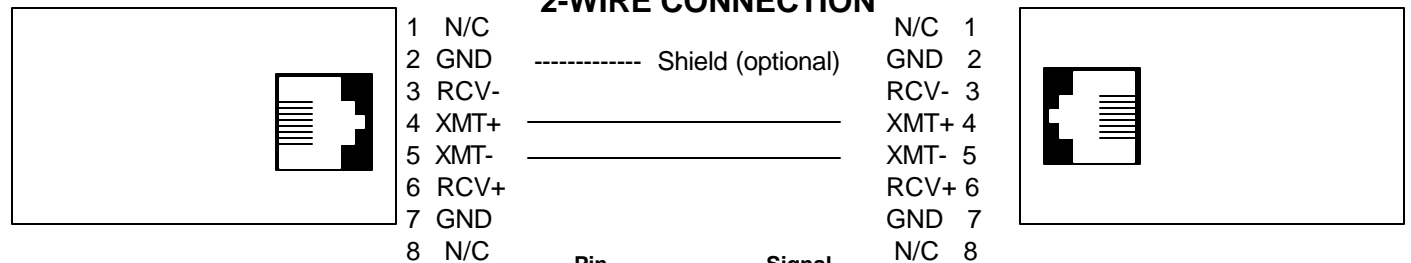 2-WIRE CONNECTION
1 N/C N/C 1
2 GND ------------- Shield (optional) GND 2
3 RCV- RCV- 3
4 XMT+ XMT+ 4
5 XMT- XMT- 5
6 RCV+ RCV+ 6
7 GND GND 7
8 N/C N/C 8
Pin Signal